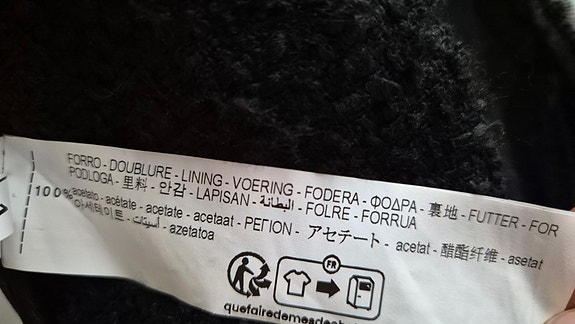 FORRO - DOUBLURE - LINING - VOERING - FODERA - ΦΟΔΡΑ - 裏地 - FUTTER - FOR
PODLOGA - 里料 - 안감 - LAPISAN - البطانة - FOLRE - FORRUA
100% acetato - acétate - acetate - acetaat - ΡΕΓΙΟΝ - アセテート - acetat - 醋酯纤维 - asetat
아세테이트 - أسيتات - azetatoa
FR